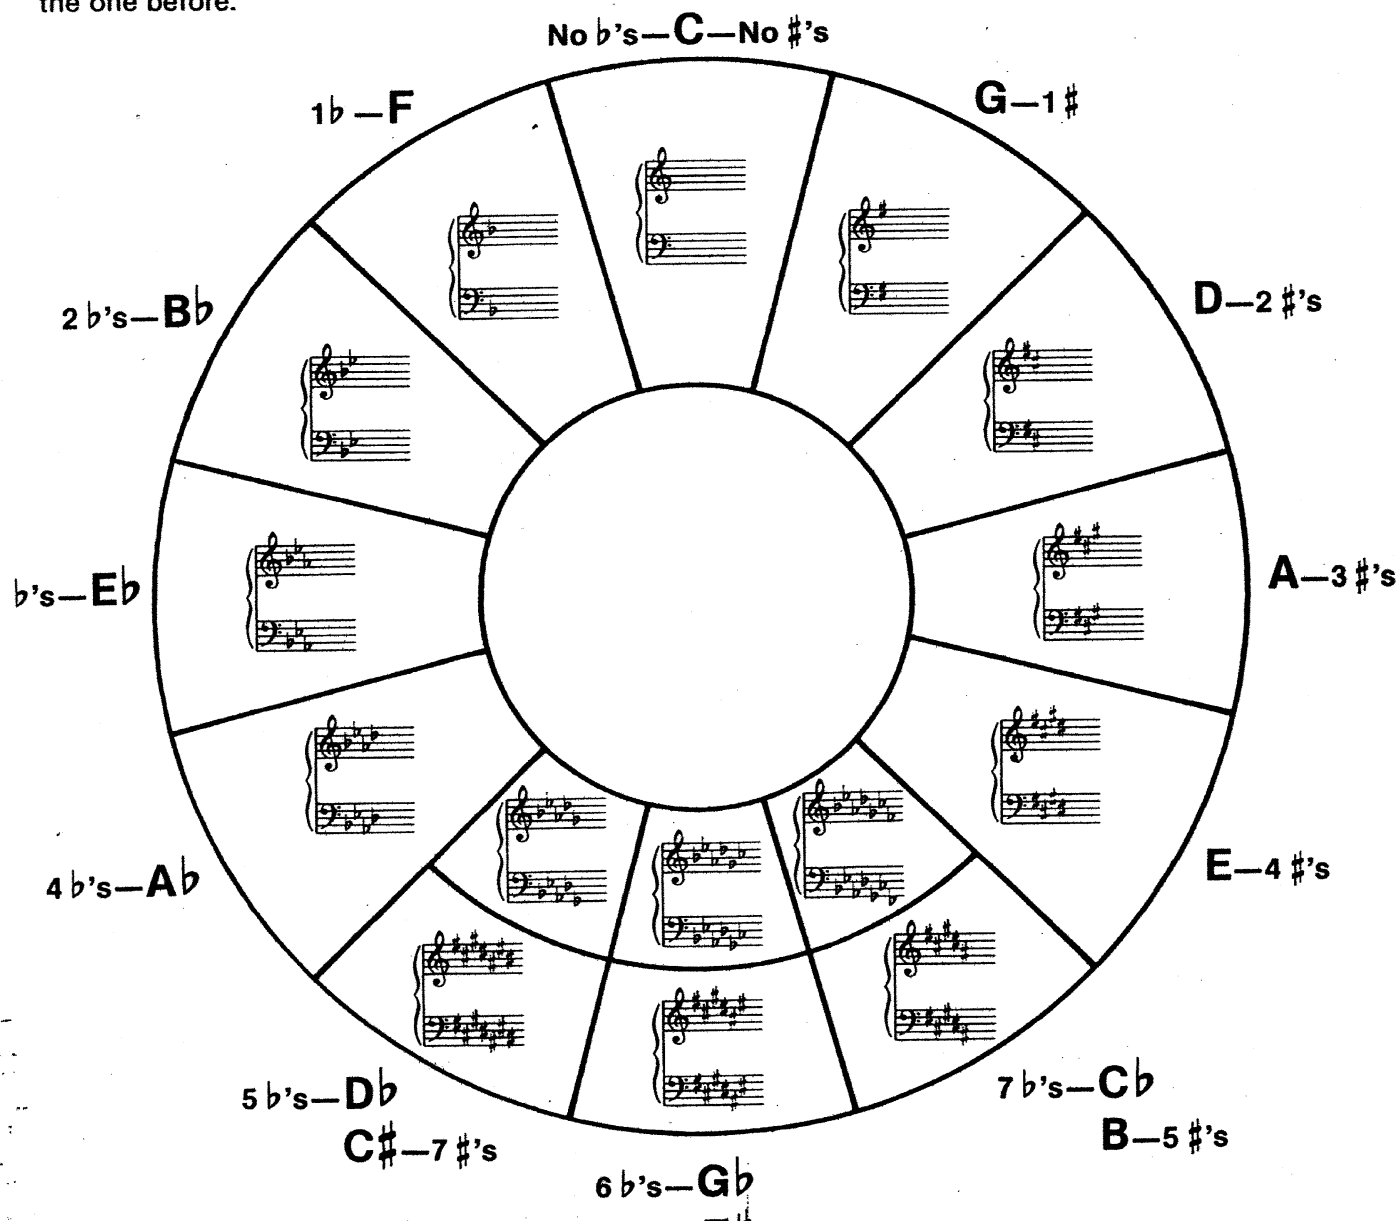 the one before.
No ♭'s—C—No ♯'s
1♭—F
G—1♯
2♭'s—B♭
D—2♯'s
♭'s—E♭
A—3♯'s
4♭'s—A♭
E—4♯'s
5♭'s—D♭
C♯—7♯'s
7♭'s—C♭
B—5♯'s
6♭'s—G♭